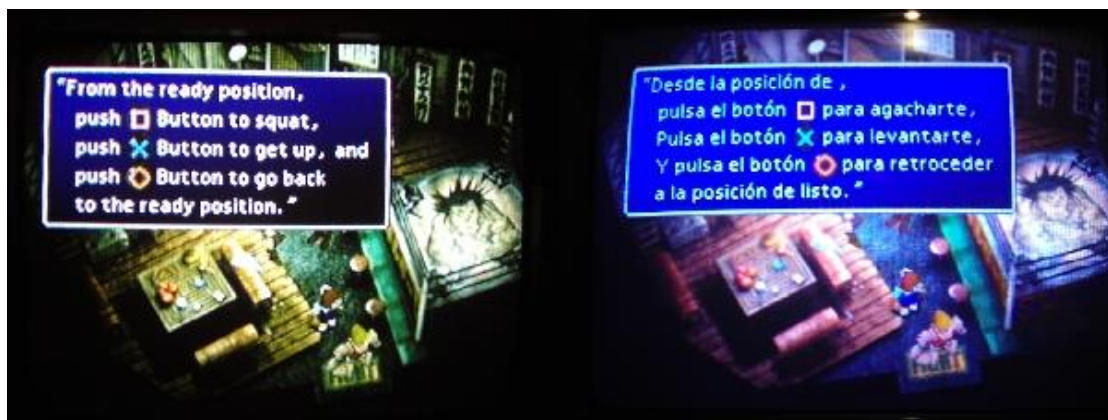 "From the ready position,
push □ Button to squat,
push ✕ Button to get up, and
push ○ Button to go back
to the ready position."
"Desde la posición de ,
pulsa el botón □ para agacharte,
Pulsa el botón ✕ para levantarte,
Y pulsa el botón ○ para retroceder
a la posición de listo."